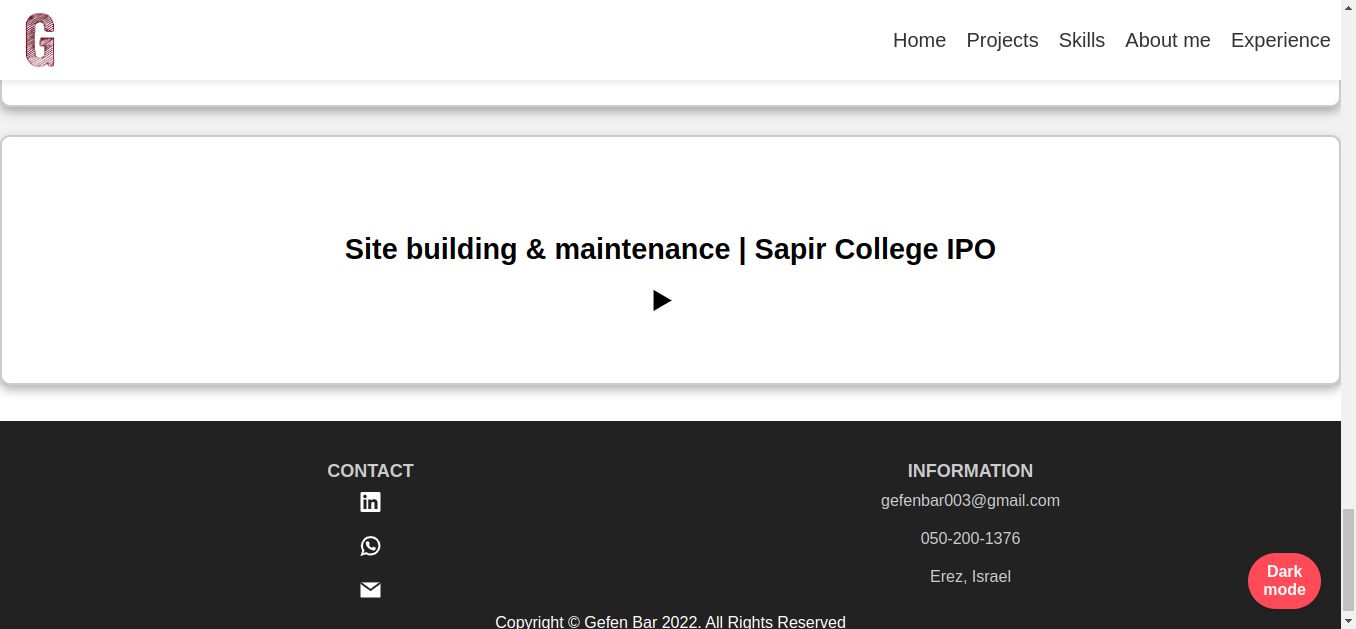 G
Home Projects Skills About me Experience
Site building & maintenance | Sapir College IPO
CONTACT
INFORMATION
gefenbar003@gmail.com
050-200-1376
Erez, Israel
Dark
mode
Copyright © Gefen Bar 2022. All Rights Reserved